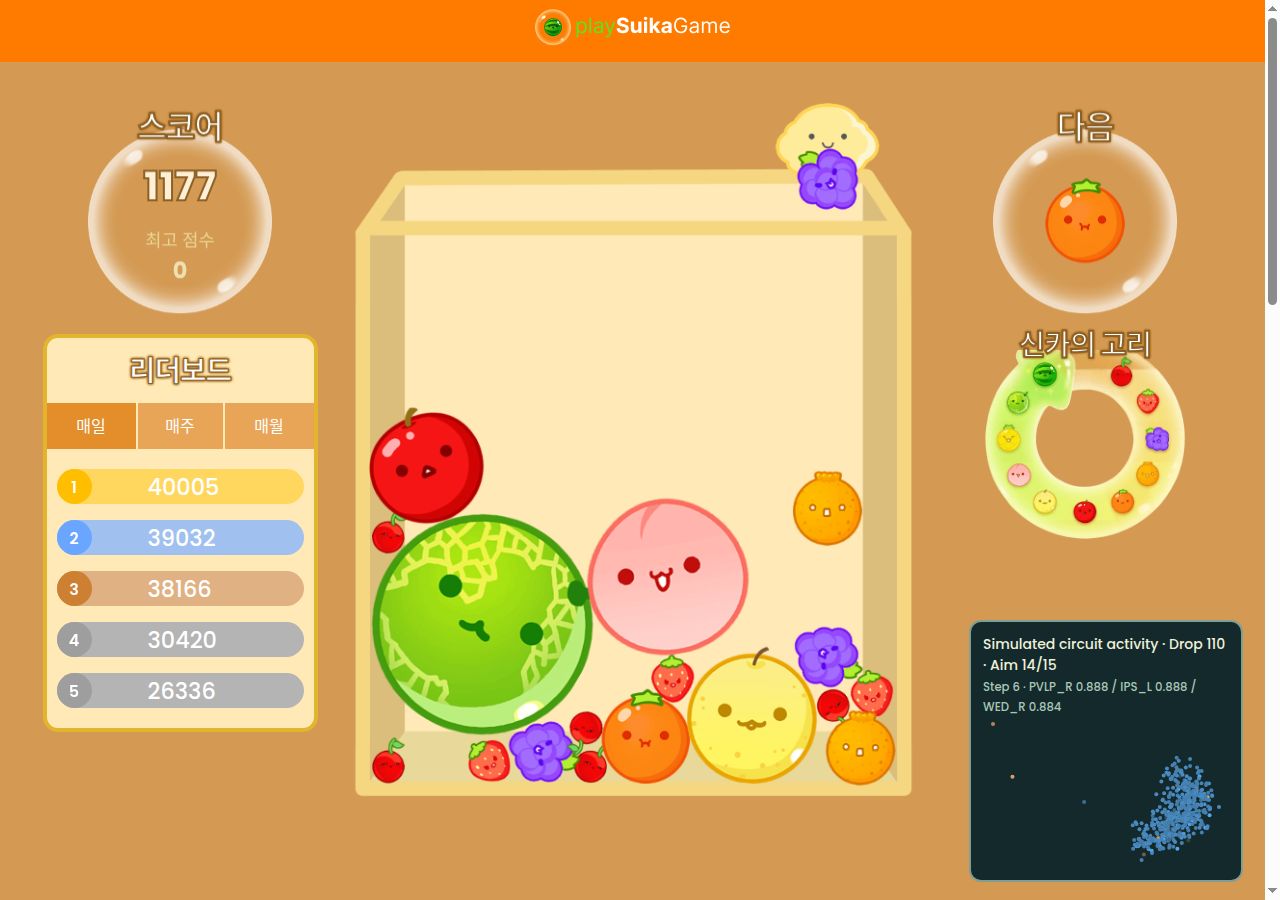 playSuikaGame
스코어
1177
최고 점수
0
다음
신카의 고리
리더보드
매일 매주 매월
1 40005
2 39032
3 38166
4 30420
5 26336
Simulated circuit activity · Drop 110
· Aim 14/15
Step 6 · PVLP_R 0.888 / IPS_L 0.888 /
WED_R 0.884